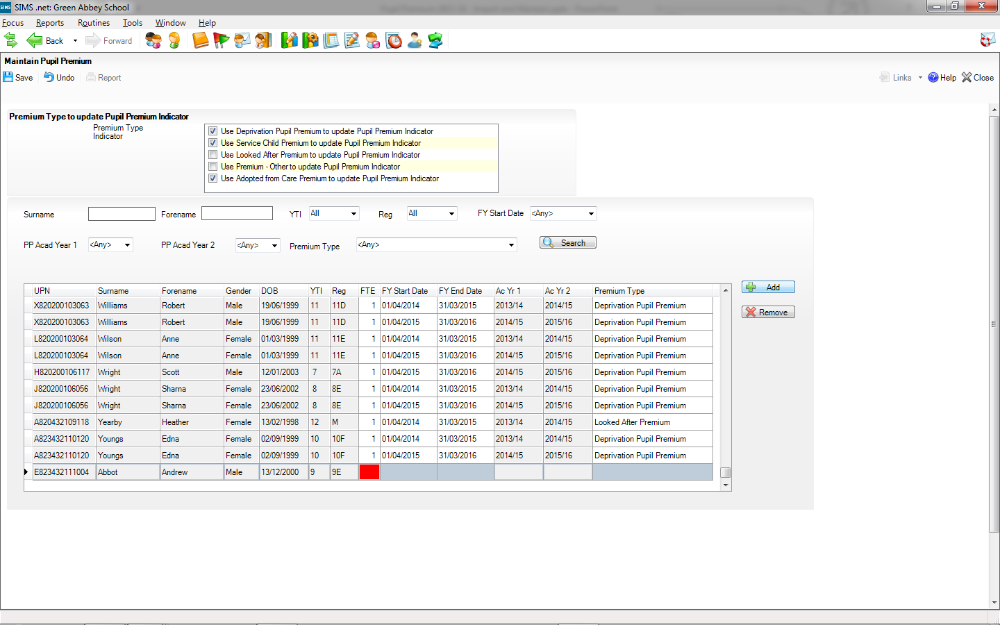 SIMS SIMS .net: Green Abbey School
Focus Reports Routines Tools Window Help
Back Forward
Maintain Pupil Premium
Save Undo Report Links Help Close
Premium Type to update Pupil Premium Indicator
Premium Type
Indicator
Use Deprivation Pupil Premium to update Pupil Premium Indicator
Use Service Child Premium to update Pupil Premium Indicator
Use Looked After Premium to update Pupil Premium Indicator
Use Premium - Other to update Pupil Premium Indicator
Use Adopted from Care Premium to update Pupil Premium Indicator
Surname Forename YTI All Reg All FY Start Date <Any>
PP Acad Year 1 <Any> PP Acad Year 2 <Any> Premium Type <Any> Search
UPN Surname Forename Gender DOB YTI Reg FTE FY Start Date FY End Date Ac Yr 1 Ac Yr 2 Premium Type Add
X820200103063 Williams Robert Male 19/06/1999 11 11D 1 01/04/2014 31/03/2015 2013/14 2014/15 Deprivation Pupil Premium
Remove
X820200103063 Williams Robert Male 19/06/1999 11 11D 1 01/04/2015 31/03/2016 2014/15 2015/16 Deprivation Pupil Premium
L820200103064 Wilson Anne Female 01/03/1999 11 11E 1 01/04/2014 31/03/2015 2013/14 2014/15 Deprivation Pupil Premium
L820200103064 Wilson Anne Female 01/03/1999 11 11E 1 01/04/2015 31/03/2016 2014/15 2015/16 Deprivation Pupil Premium
H820200106117 Wright Scott Male 12/01/2003 7 7A 1 01/04/2015 31/03/2016 2014/15 2015/16 Deprivation Pupil Premium
J820200106056 Wright Sharna Female 23/06/2002 8 8E 1 01/04/2014 31/03/2015 2013/14 2014/15 Deprivation Pupil Premium
J820200106056 Wright Sharna Female 23/06/2002 8 8E 1 01/04/2015 31/03/2016 2014/15 2015/16 Deprivation Pupil Premium
A820432109118 Yearby Heather Female 13/02/1998 12 M 1 01/04/2014 31/03/2015 2013/14 2014/15 Looked After Premium
A823432110120 Youngs Edna Female 02/09/1999 10 10F 1 01/04/2014 31/03/2015 2013/14 2014/15 Deprivation Pupil Premium
A823432110120 Youngs Edna Female 02/09/1999 10 10F 1 01/04/2015 31/03/2016 2014/15 2015/16 Deprivation Pupil Premium
E823432111004 Abbot Andrew Male 13/12/2000 9 9E